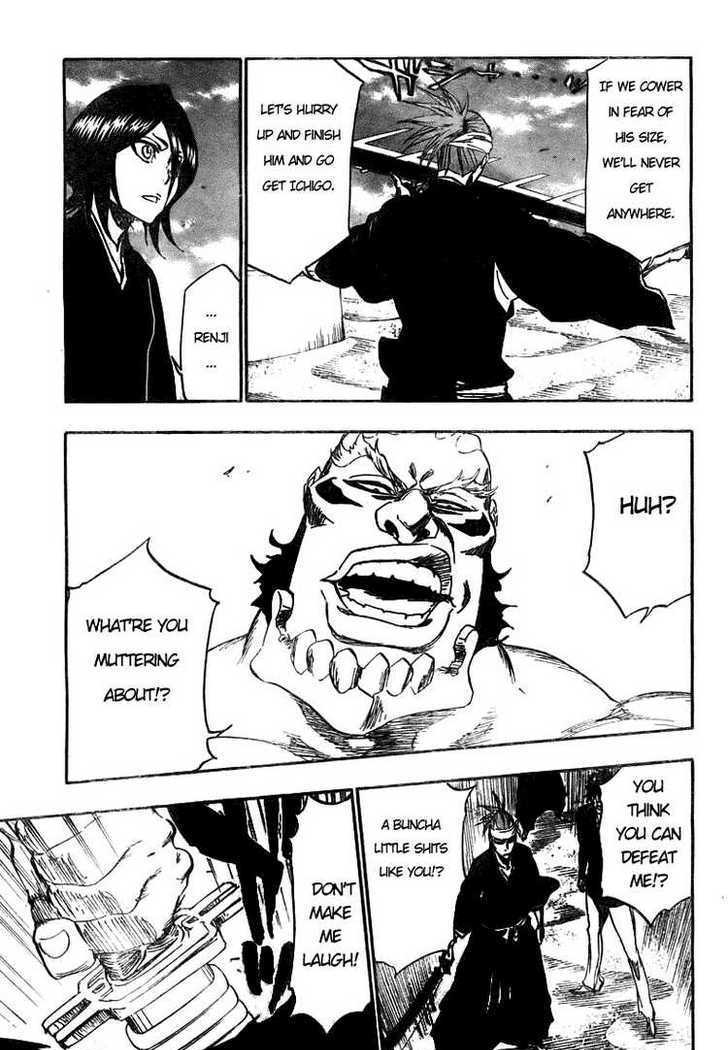 IF WE COWER
IN FEAR OF
HIS SIZE,
WE'LL NEVER
GET
ANYWHERE.
LET'S HURRY
UP AND FINISH
HIM AND GO
GET ICHIGO.
...
RENJI
...
HUH?
WHAT'RE YOU
MUTTERING
ABOUT!?
YOU
THINK
YOU CAN
DEFEAT
ME!?
A BUNCHA
LITTLE SHITS
LIKE YOU!?
DON'T
MAKE
ME
LAUGH!